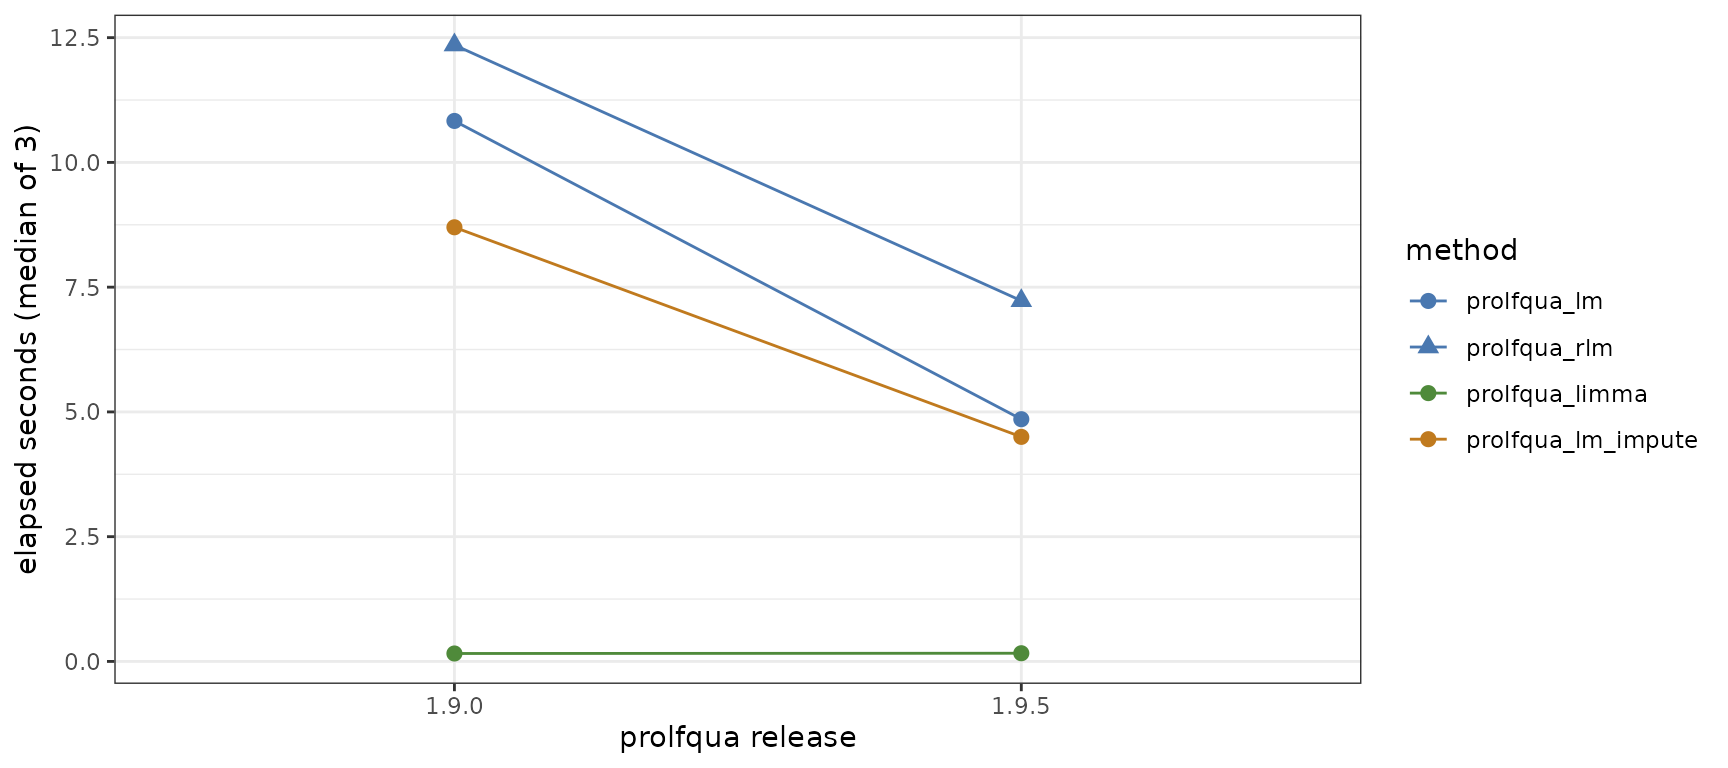 elapsed seconds (median of 3)
12.5
10.0
7.5
5.0
2.5
0.0
1.9.0
1.9.5
prolfqua release
method
prolfqua_lm
prolfqua_rlm
prolfqua_limma
prolfqua_lm_impute